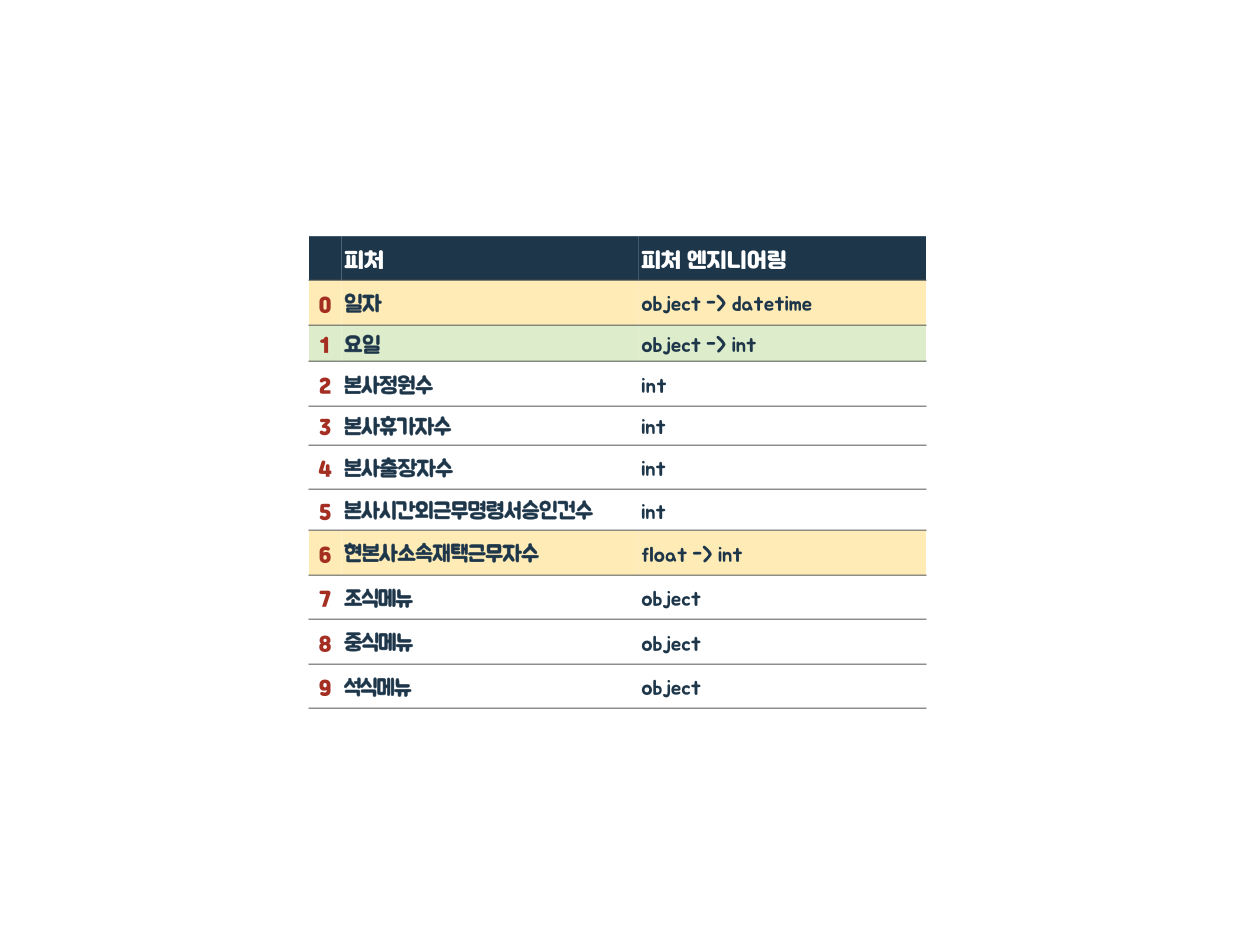 피처 피처 엔지니어링
0 일자 object -> datetime
1 요일 object -> int
2 본사정원수 int
3 본사휴가자수 int
4 본사출장자수 int
5 본사시간외근무명령서승인건수 int
6 현본사소속재택근무자수 float -> int
7 조식메뉴 object
8 중식메뉴 object
9 석식메뉴 object